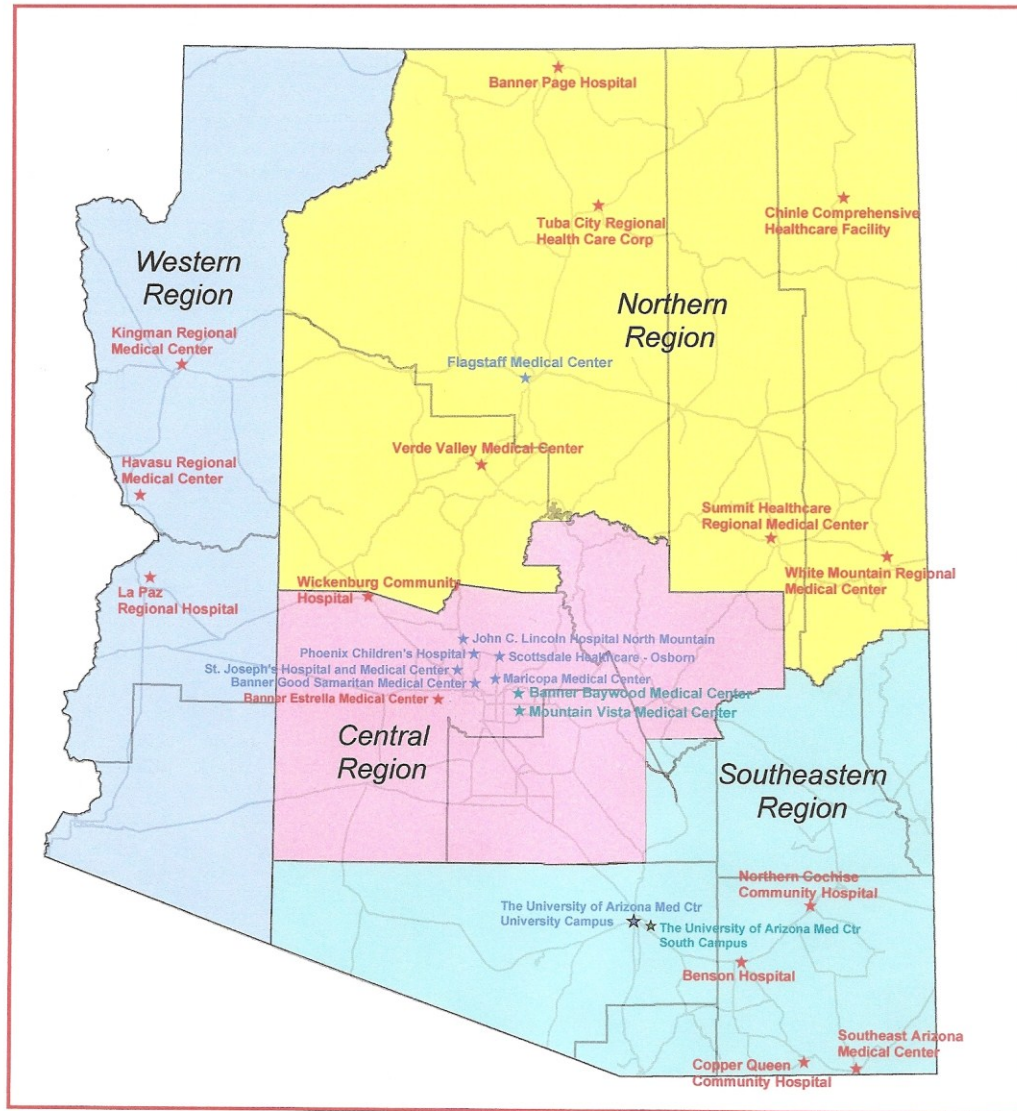 Banner Page Hospital
Tuba City Regional
Health Care Corp
Chinle Comprehensive
Healthcare Facility
Western
Region
Northern
Region
Kingman Regional
Medical Center
Flagstaff Medical Center
Verde Valley Medical Center
Havasu Regional
Medical Center
Summit Healthcare
Regional Medical Center
White Mountain Regional
Medical Center
La Paz
Regional Hospital
Wickenburg Community
Hospital
John C. Lincoln Hospital North Mountain
Phoenix Children's Hospital
Scottsdale Healthcare - Osborn
St. Joseph's Hospital and Medical Center
Maricopa Medical Center
Banner Good Samaritan Medical Center
Banner Baywood Medical Center
Banner Estrella Medical Center
Mountain Vista Medical Center
Central
Region
Southeastern
Region
Northern Cochise
Community Hospital
The University of Arizona Med Ctr
University Campus
The University of Arizona Med Ctr
South Campus
Benson Hospital
Southeast Arizona
Medical Center
Copper Queen
Community Hospital